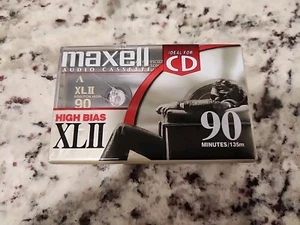 maxell
AUDIO CASSETTE
IDEAL FOR
CD
A
XLII
90
HIGH BIAS
XLII
90
MINUTES/135m